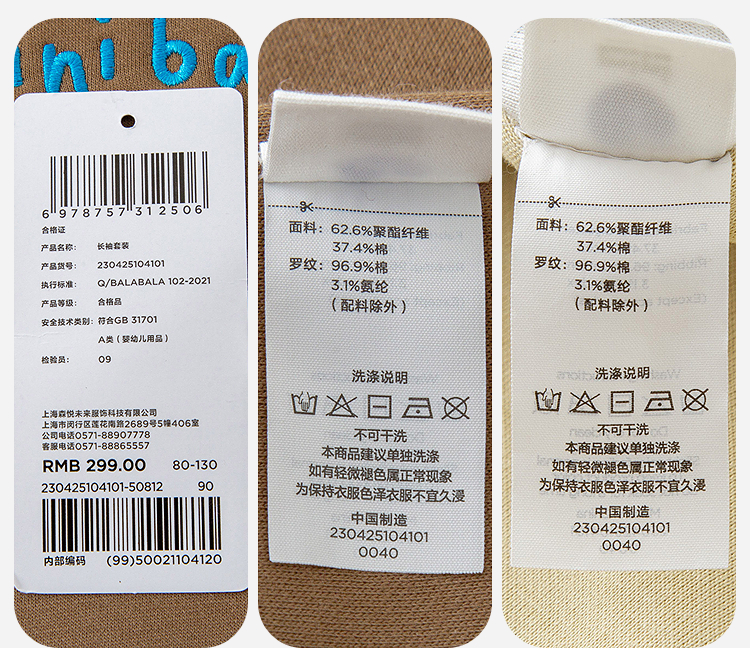 ni ba
6 978757 312506
合格证
产品名称: 长袖套装
产品货号: 230425104101
执行标准: Q/BALABALA 102-2021
产品等级: 合格品
安全技术类别: 符合GB 31701
A类(婴幼儿用品)
检验员: 09
上海森悦未来服饰科技有限公司
上海市闵行区莲花南路2689号5幢406室
公司电话0571-88907778
客服电话0571-88865557
RMB 299.00 80-130
230425104101-50812 90
内部编码 (99)50021104120
面料: 62.6%聚酯纤维
37.4%棉
罗纹: 96.9%棉
3.1%氨纶
(配料除外)
洗涤说明
不可干洗
本商品建议单独洗涤
如有轻微褪色属正常现象
为保持衣服色泽衣服不宜久浸
中国制造
230425104101
0040
面料: 62.6%聚酯纤维
37.4%棉
罗纹: 96.9%棉
3.1%氨纶
(配料除外)
洗涤说明
不可干洗
本商品建议单独洗涤
如有轻微褪色属正常现象
为保持衣服色泽衣服不宜久浸
中国制造
230425104101
0040